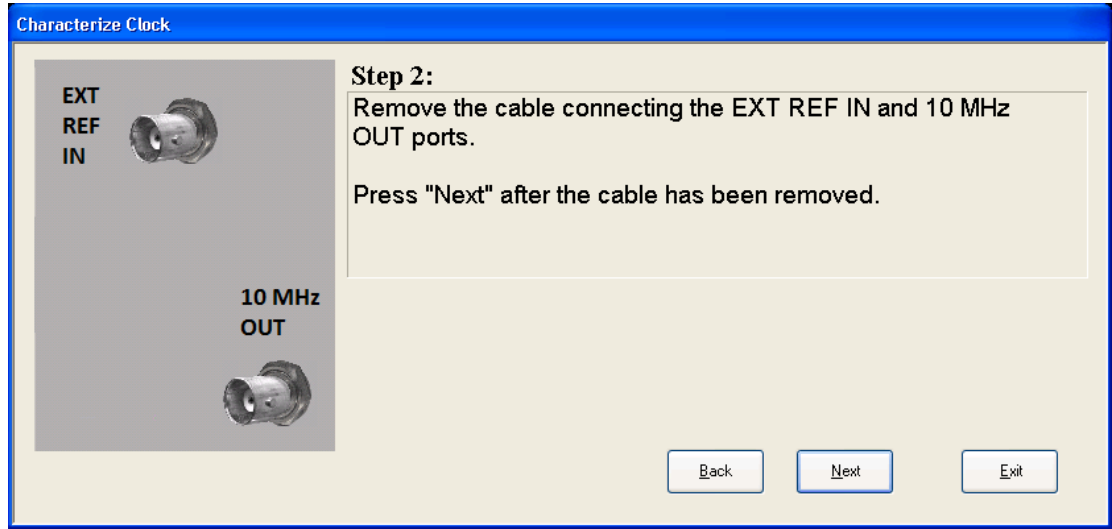 Characterize Clock
EXT
REF
IN
10 MHz
OUT
Step 2:
Remove the cable connecting the EXT REF IN and 10 MHz
OUT ports.
Press "Next" after the cable has been removed.
Back
Next
Exit